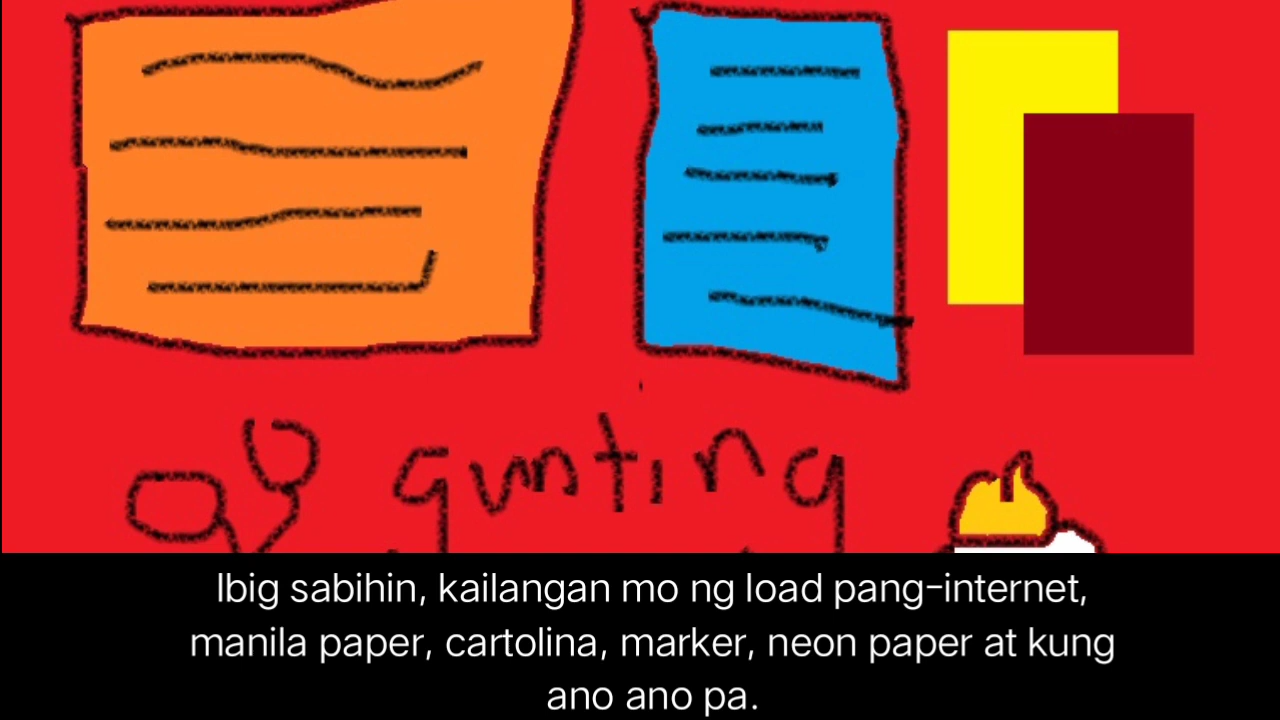 gunting
Ibig sabihin, kailangan mo ng load pang-internet,
manila paper, cartolina, marker, neon paper at kung
ano ano pa.